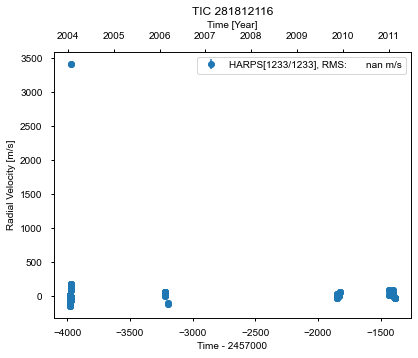 TIC 281812116
Time [Year]
2004 2005 2006 2007 2008 2009 2010 2011
HARPS[1233/1233], RMS: nan m/s
3500
3000
2500
2000
1500
1000
500
0
Radial Velocity [m/s]
−4000 −3500 −3000 −2500 −2000 −1500
Time - 2457000